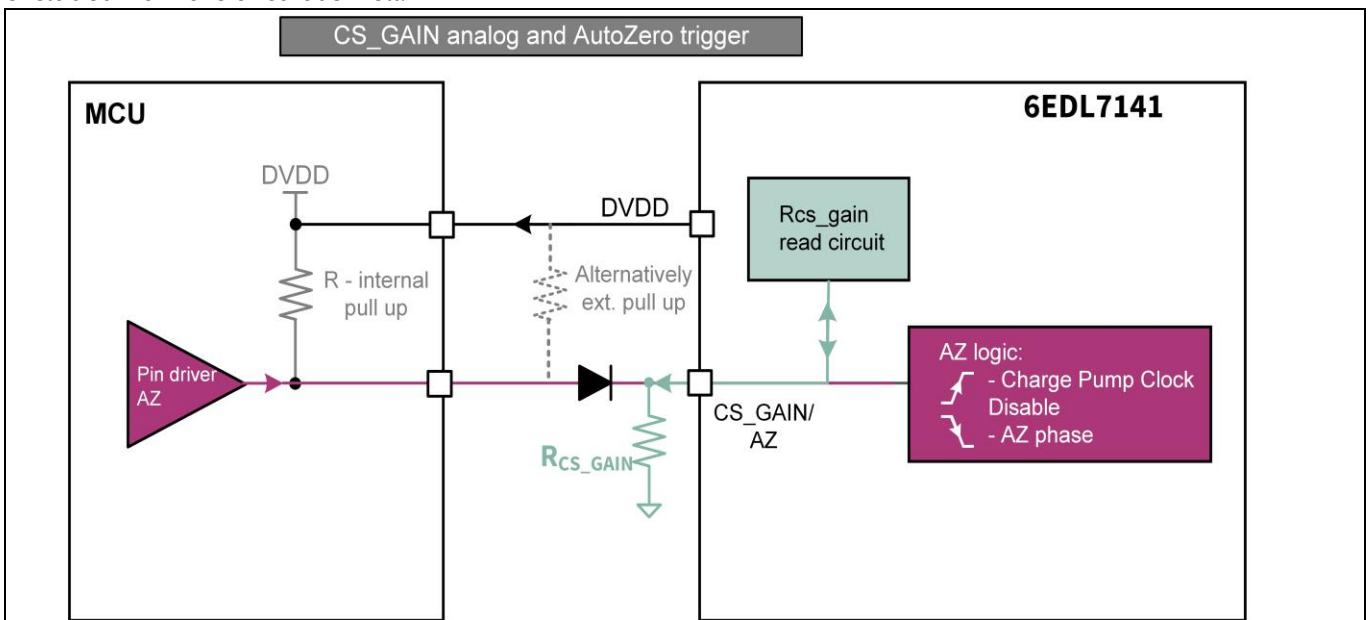 CS_GAIN analog and AutoZero trigger
MCU
6EDL7141
DVDD
DVDD
R - internal
pull up
Alternatively
ext. pull up
Rcs_gain
read circuit
Pin driver
AZ
CS_GAIN/
AZ
RCS_GAIN
AZ logic:
- Charge Pump Clock
Disable
- AZ phase